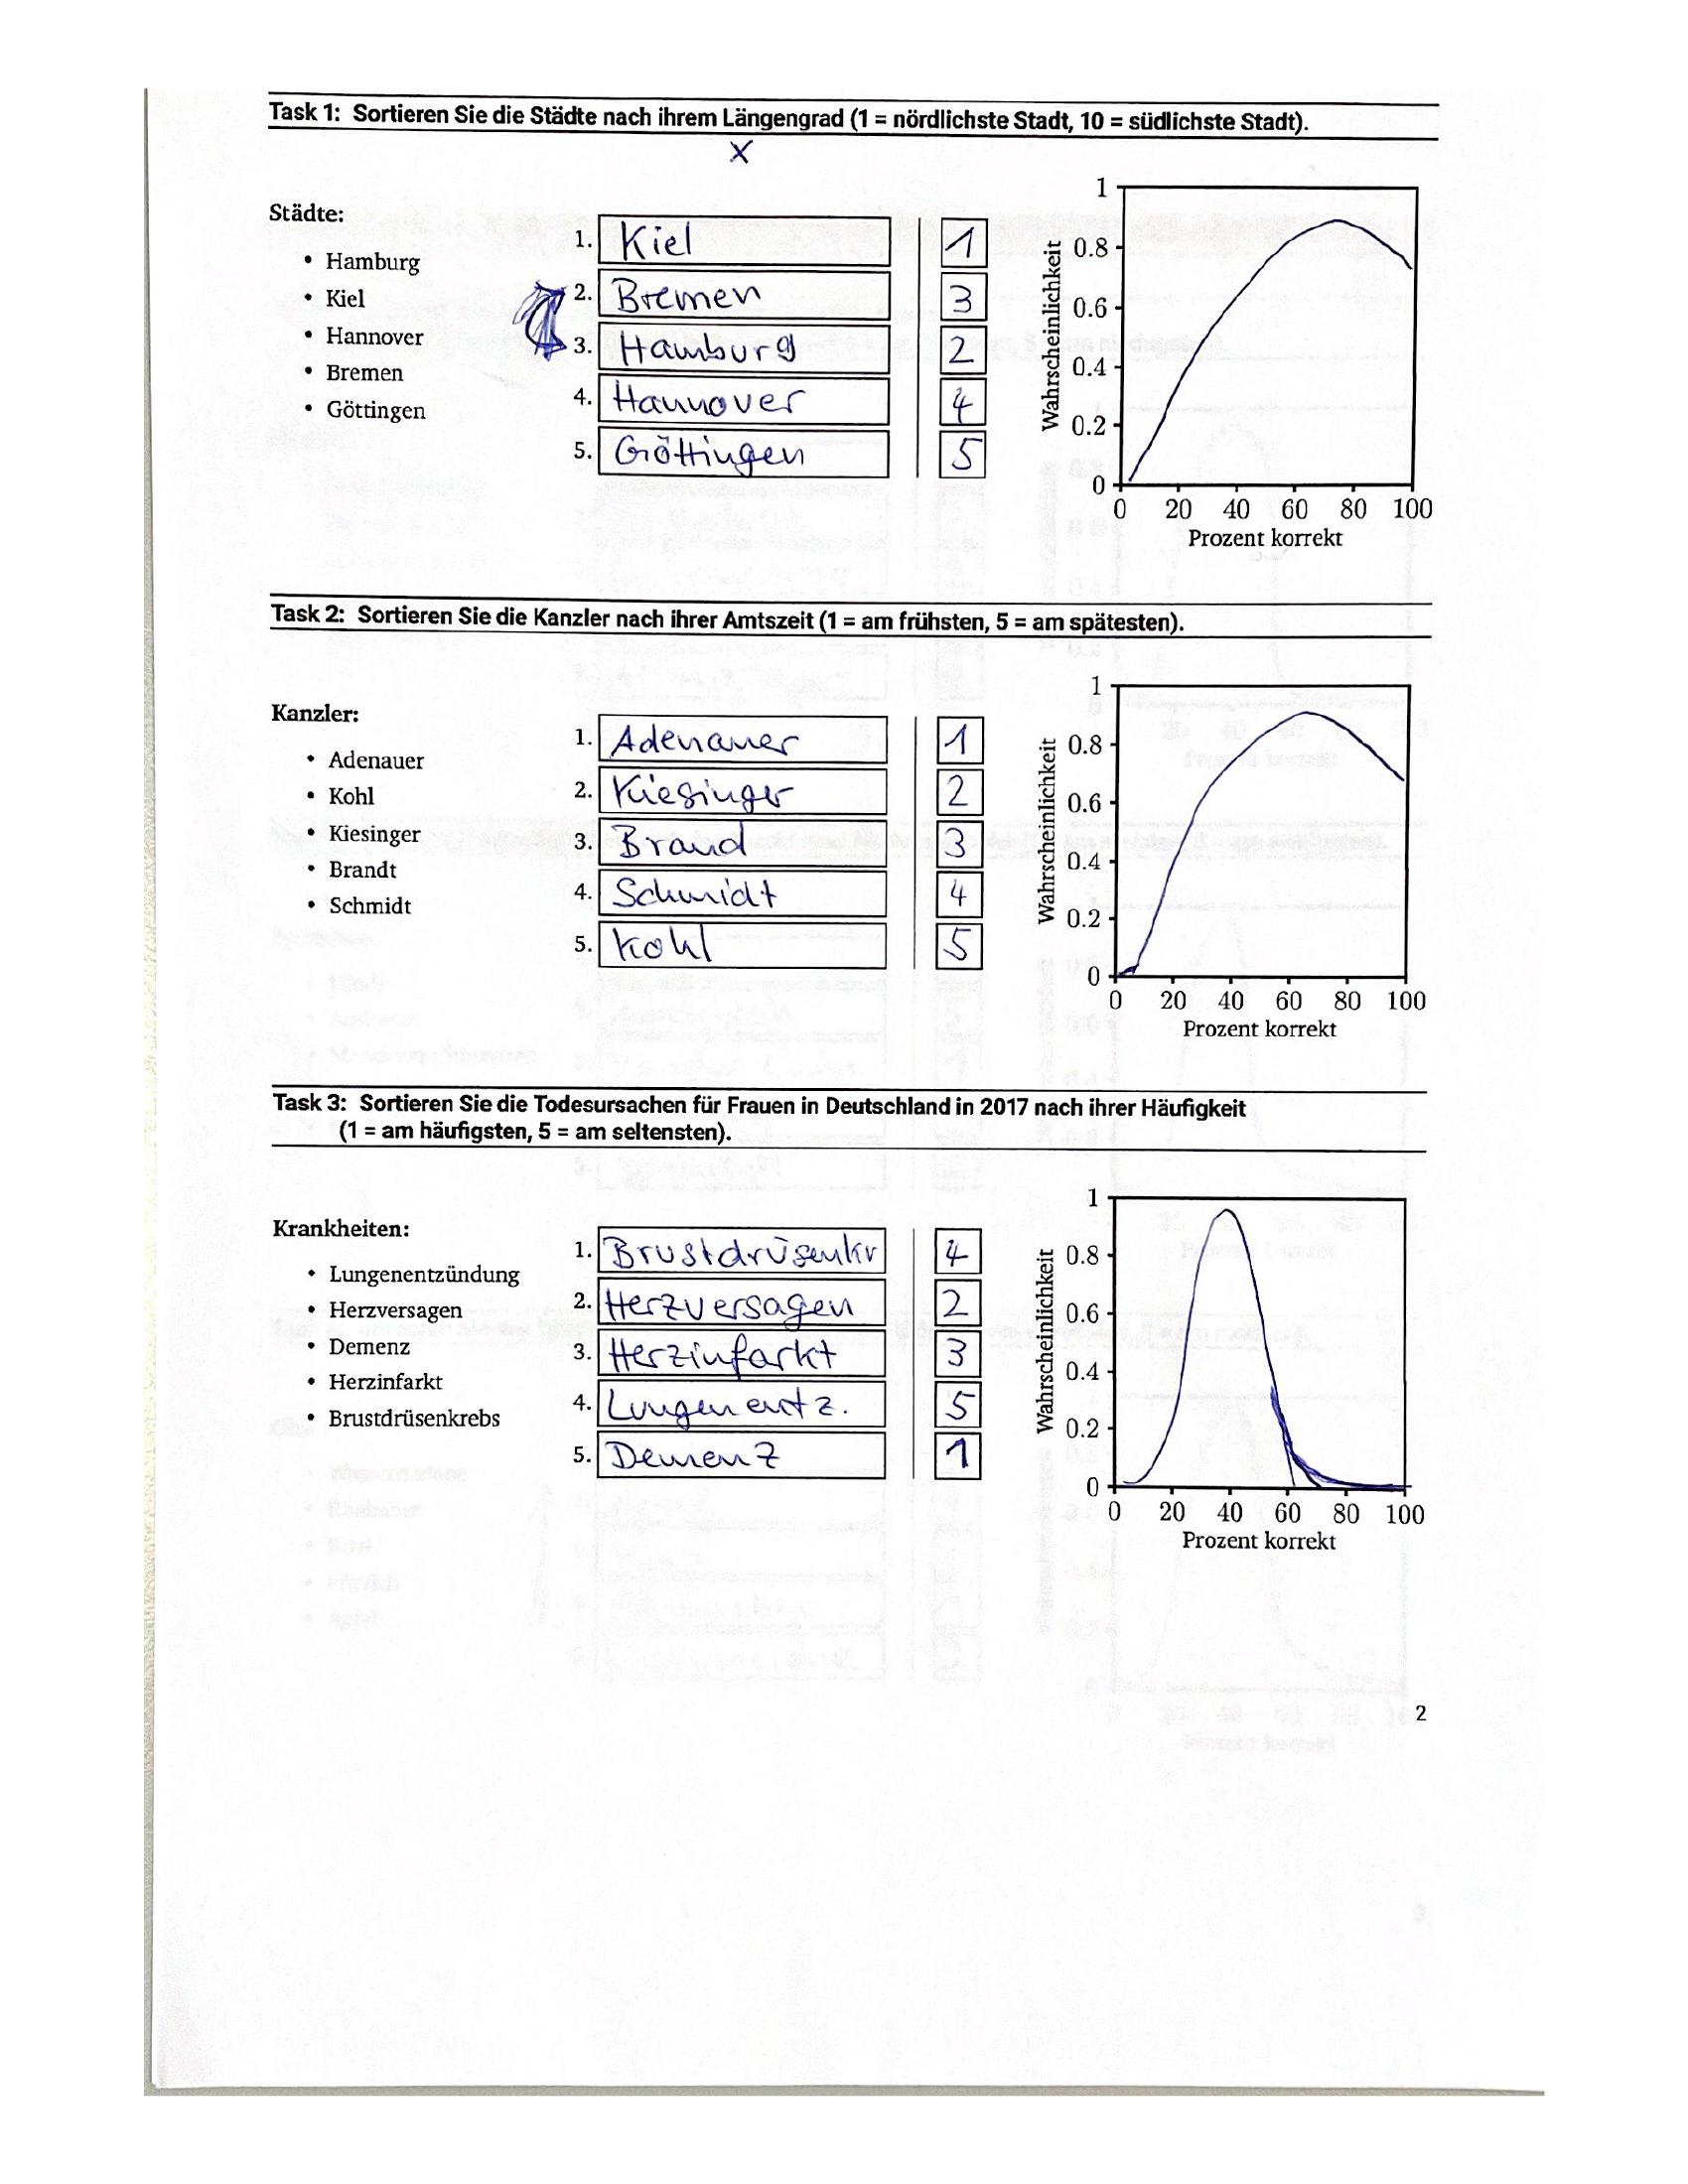 Task 1: Sortieren Sie die Städte nach ihrem Längengrad (1 = nördlichste Stadt, 10 = südlichste Stadt).
x
Städte:
• Hamburg
• Kiel
• Hannover
• Bremen
• Göttingen
1. Kiel 1
2. Bremen 3
3. Hamburg 2
4. Hannover 4
5. Göttingen 5
Wahrscheinlichkeit
1
0.8
0.6
0.4
0.2
0
0 20 40 60 80 100
Prozent korrekt
Task 2: Sortieren Sie die Kanzler nach ihrer Amtszeit (1 = am frühsten, 5 = am spätesten).
Kanzler:
• Adenauer
• Kohl
• Kiesinger
• Brandt
• Schmidt
1. Adenauer 1
2. Kiesinger 2
3. Brand 3
4. Schmidt 4
5. Kohl 5
Wahrscheinlichkeit
1
0.8
0.6
0.4
0.2
0
0 20 40 60 80 100
Prozent korrekt
Task 3: Sortieren Sie die Todesursachen für Frauen in Deutschland in 2017 nach ihrer Häufigkeit
(1 = am häufigsten, 5 = am seltensten).
Krankheiten:
• Lungenentzündung
• Herzversagen
• Demenz
• Herzinfarkt
• Brustdrüsenkrebs
1. Brustdrüsenkr 4
2. Herzversagen 2
3. Herzinfarkt 3
4. Lungenentz. 5
5. Demenz 1
Wahrscheinlichkeit
1
0.8
0.6
0.4
0.2
0
0 20 40 60 80 100
Prozent korrekt
2